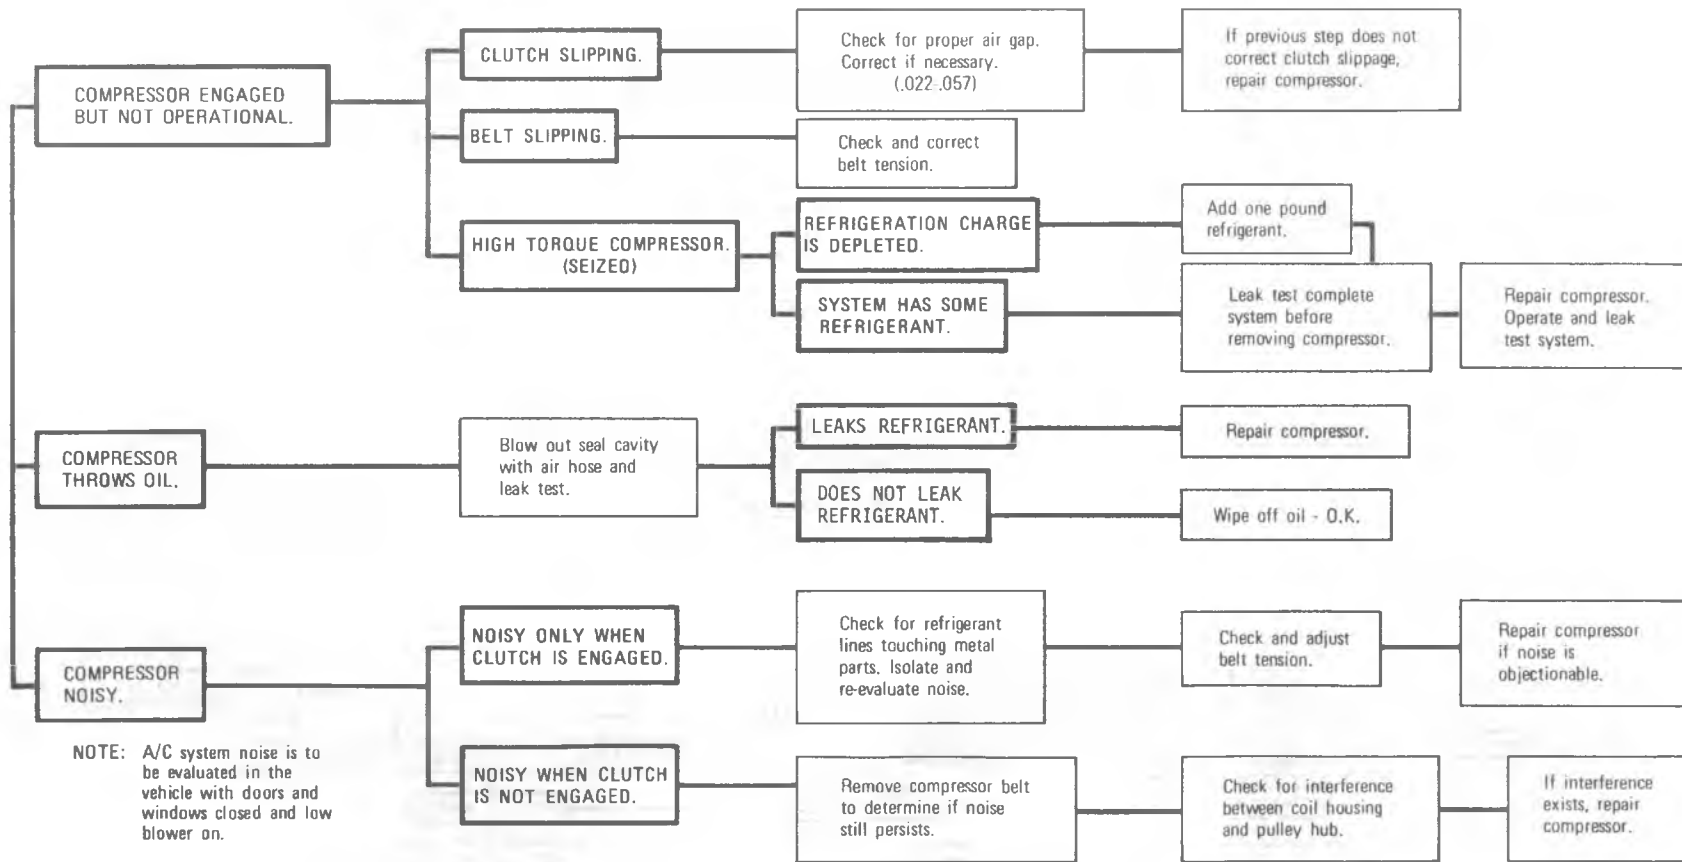 COMPRESSOR ENGAGED
BUT NOT OPERATIONAL.
CLUTCH SLIPPING.
Check for proper air gap.
Correct if necessary.
(.022-.057)
If previous step does not
correct clutch slippage,
repair compressor.
BELT SLIPPING.
Check and correct
belt tension.
HIGH TORQUE COMPRESSOR.
(SEIZED)
REFRIGERATION CHARGE
IS DEPLETED.
Add one pound
refrigerant.
SYSTEM HAS SOME
REFRIGERANT.
Leak test complete
system before
removing compressor.
Repair compressor.
Operate and leak
test system.
COMPRESSOR
THROWS OIL.
Blow out seal cavity
with air hose and
leak test.
LEAKS REFRIGERANT.
Repair compressor.
DOES NOT LEAK
REFRIGERANT.
Wipe off oil - O.K.
COMPRESSOR
NOISY.
NOISY ONLY WHEN
CLUTCH IS ENGAGED.
Check for refrigerant
lines touching metal
parts. Isolate and
re-evaluate noise.
Check and adjust
belt tension.
Repair compressor
if noise is
objectionable.
NOISY WHEN CLUTCH
IS NOT ENGAGED.
Remove compressor belt
to determine if noise
still persists.
Check for interference
between coil housing
and pulley hub.
If interference
exists, repair
compressor.
NOTE: A/C system noise is to
be evaluated in the
vehicle with doors and
windows closed and low
blower on.